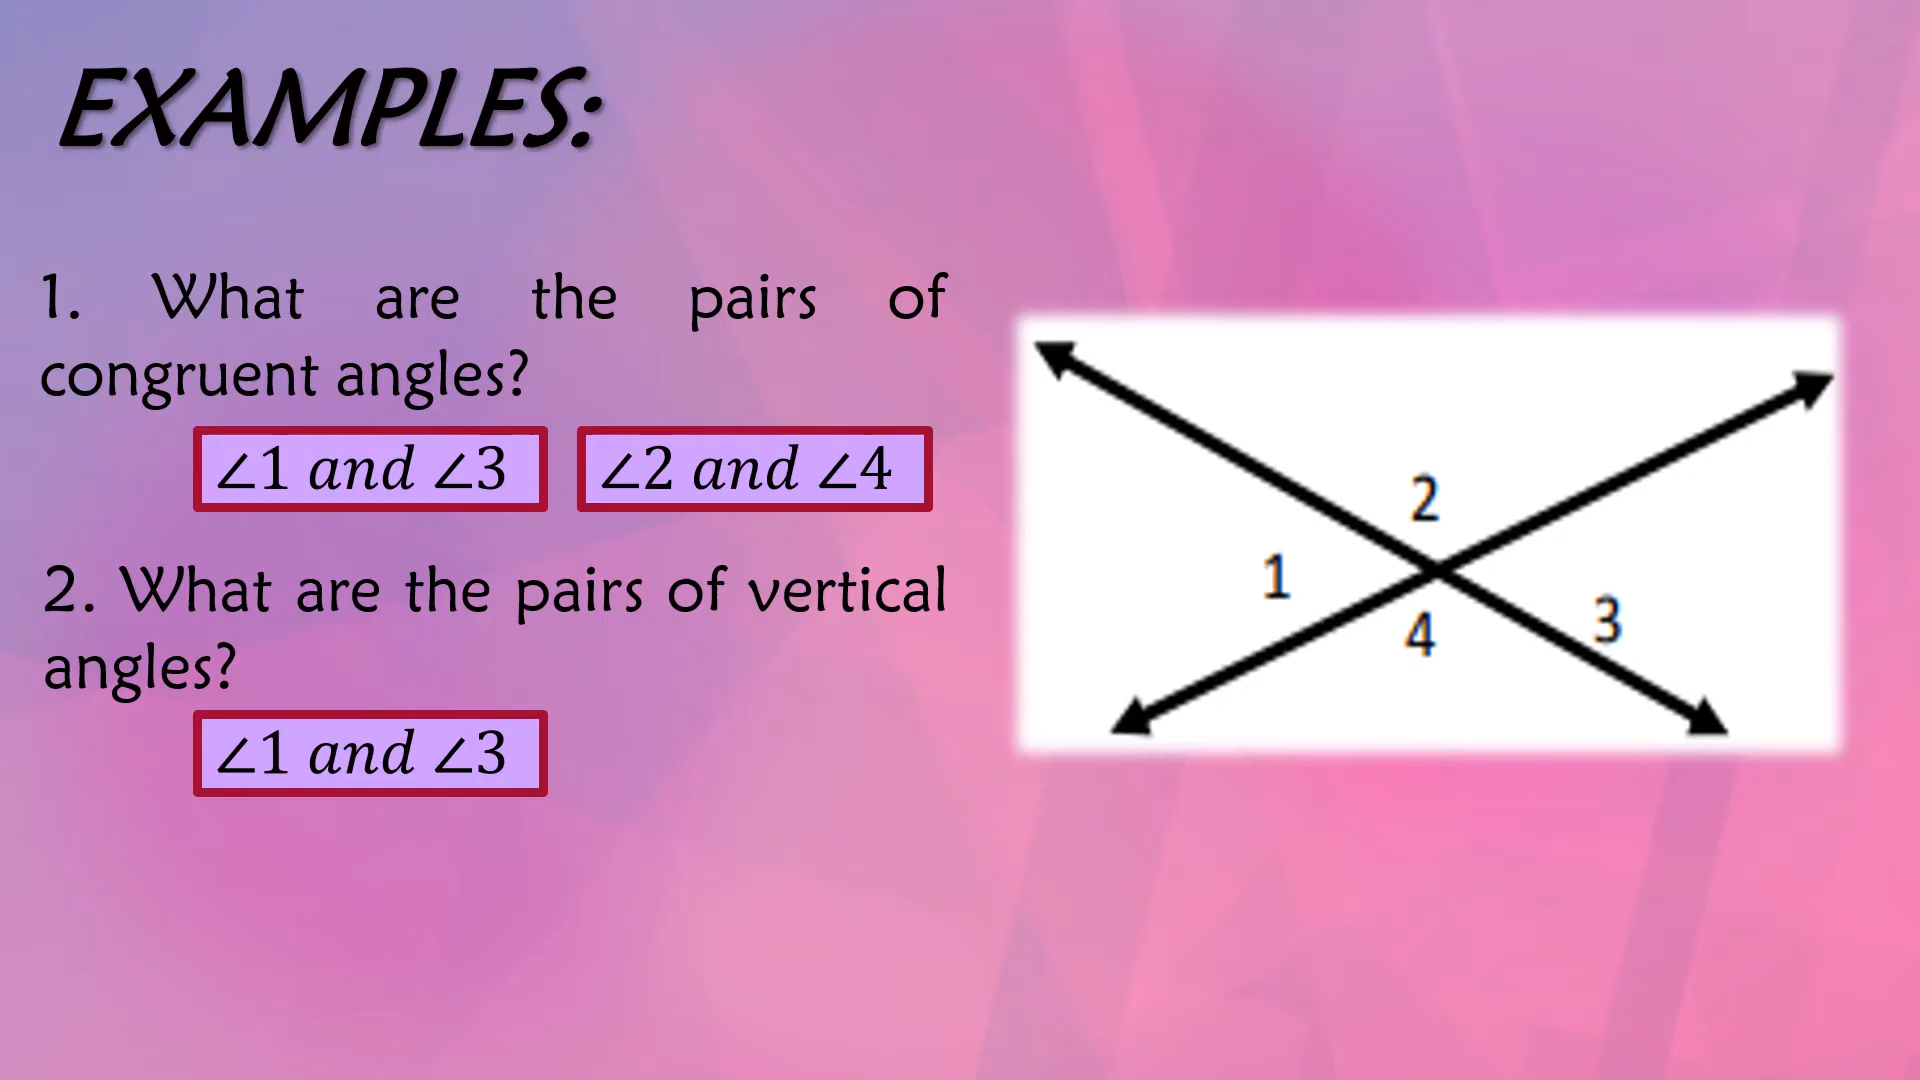 EXAMPLES:
1. What are the pairs of
congruent angles?
∠1 and ∠3
∠2 and ∠4
2. What are the pairs of vertical
angles?
∠1 and ∠3
2
1
3
4